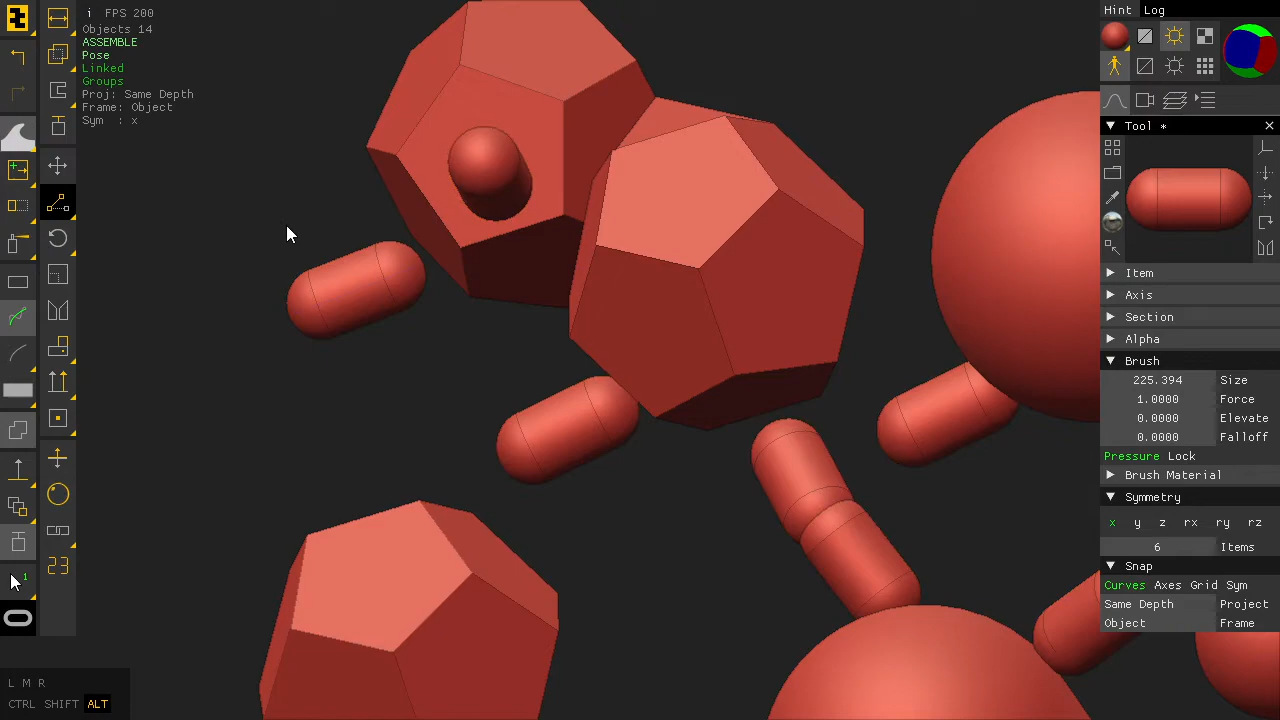 i FPS 200
Objects 14
ASSEMBLE
Pose
Linked
Groups
Proj: Same Depth
Frame: Object
Sym : x
1
L M R
CTRL SHIFT ALT
Hint Log
Tool *
Item
Axis
Section
Alpha
Brush
225.394 Size
1.0000 Force
0.0000 Elevate
0.0000 Falloff
Pressure Lock
Brush Material
Symmetry
x y z rx ry rz
6 Items
Snap
Curves Axes Grid Sym
Same Depth Project
Object Frame